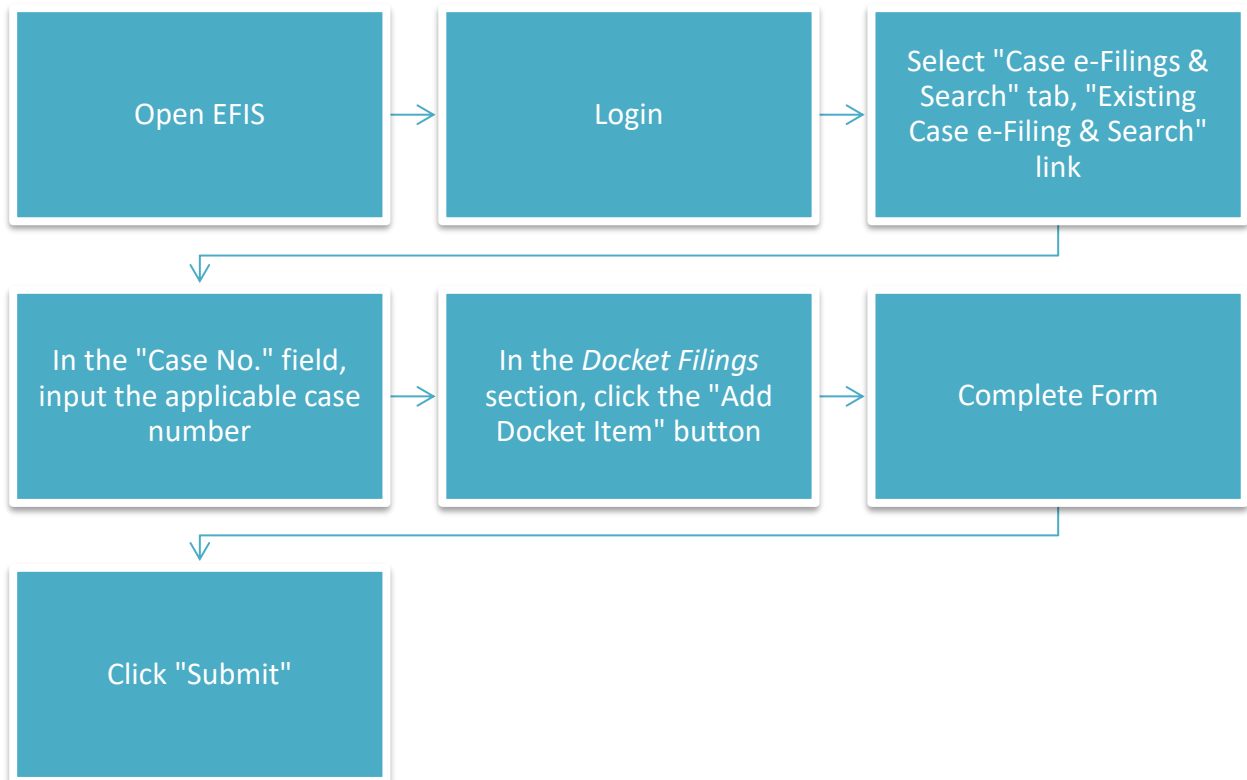 Open EFIS
Login
Select "Case e-Filings &
Search" tab, "Existing
Case e-Filing & Search"
link
In the "Case No." field,
input the applicable case
number
In the Docket Filings
section, click the "Add
Docket Item" button
Complete Form
Click "Submit"